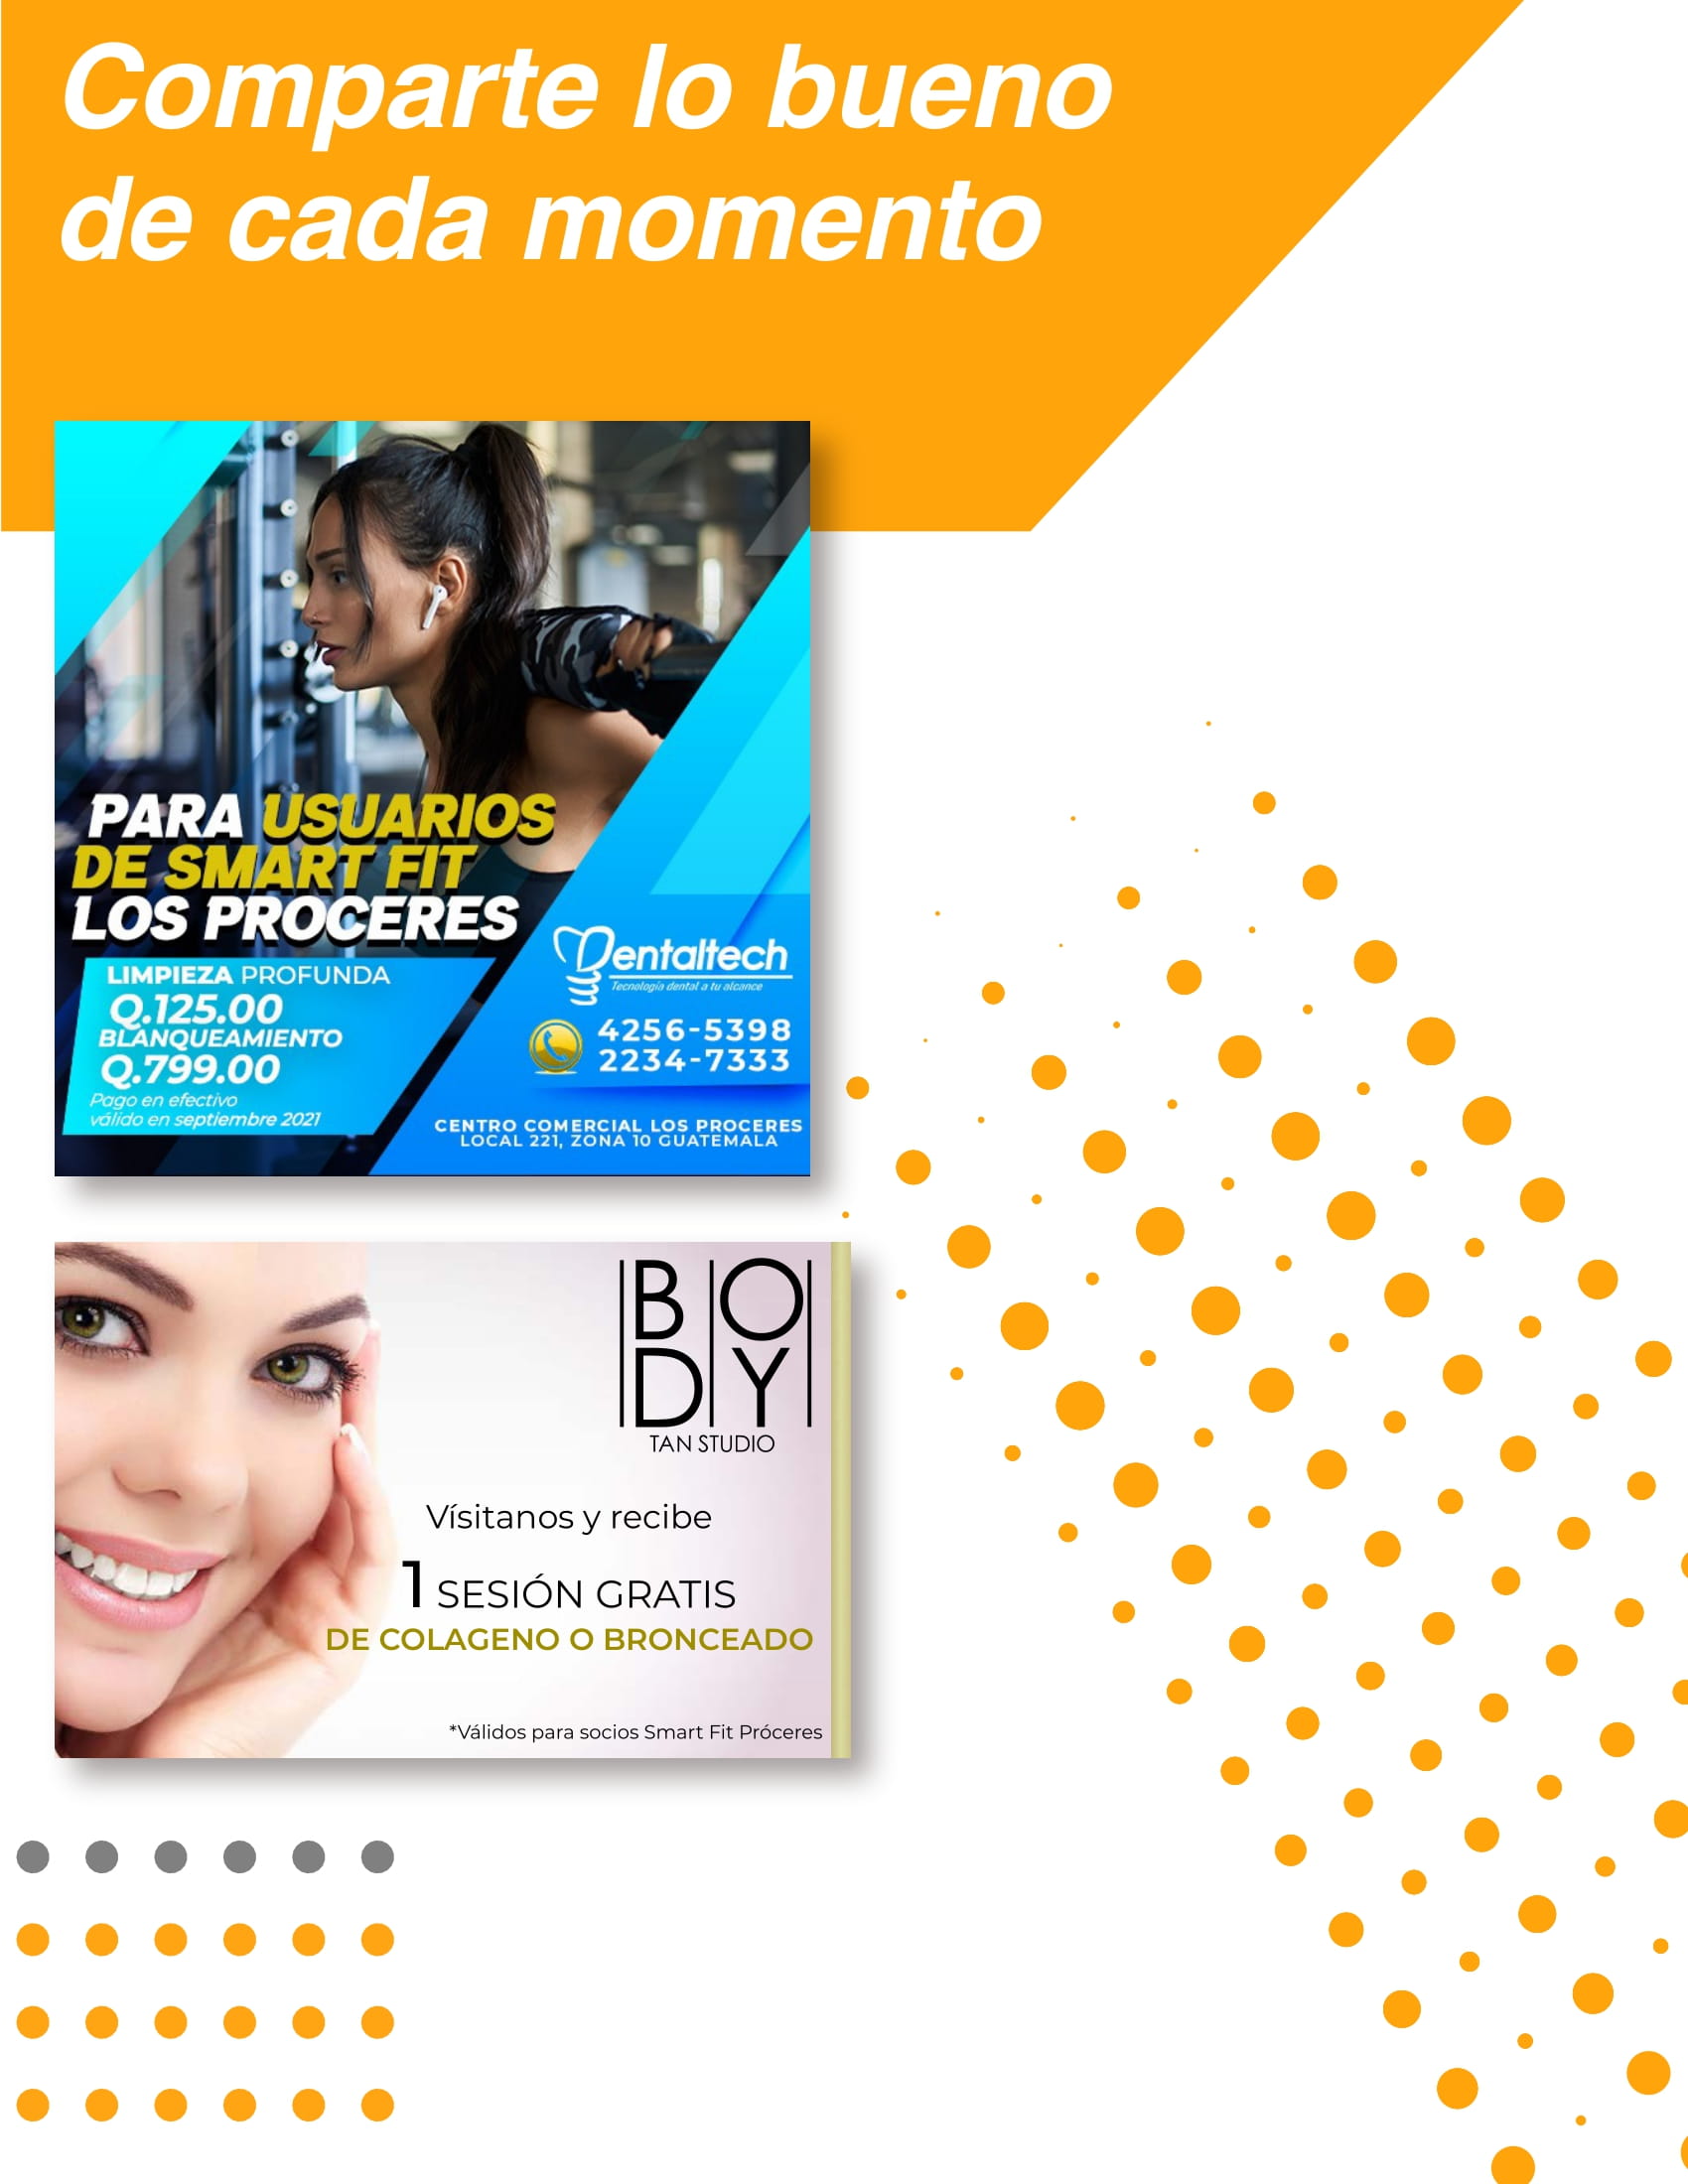 Comparte lo bueno
de cada momento
PARA USUARIOS
DE SMART FIT
LOS PROCERES
LIMPIEZA PROFUNDA
Q.125.00
BLANQUEAMIENTO
Q.799.00
Pago en efectivo
válido en septiembre 2021
Dentaltech
Tecnología dental a tu alcance
4256-5398
2234-7333
CENTRO COMERCIAL LOS PROCERES
LOCAL 221, ZONA 10 GUATEMALA
BO
DY
TAN STUDIO
Vísitanos y recibe
1 SESIÓN GRATIS
DE COLAGENO O BRONCEADO
*Válidos para socios Smart Fit Próceres